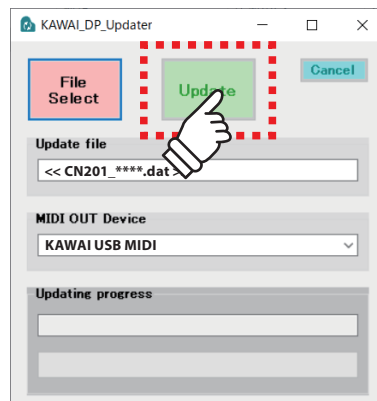 KAWAI_DP_Updater
File
Select
Update
Cancel
Update file
<< CN201_****.dat >>
MIDI OUT Device
KAWAI USB MIDI
Updating progress